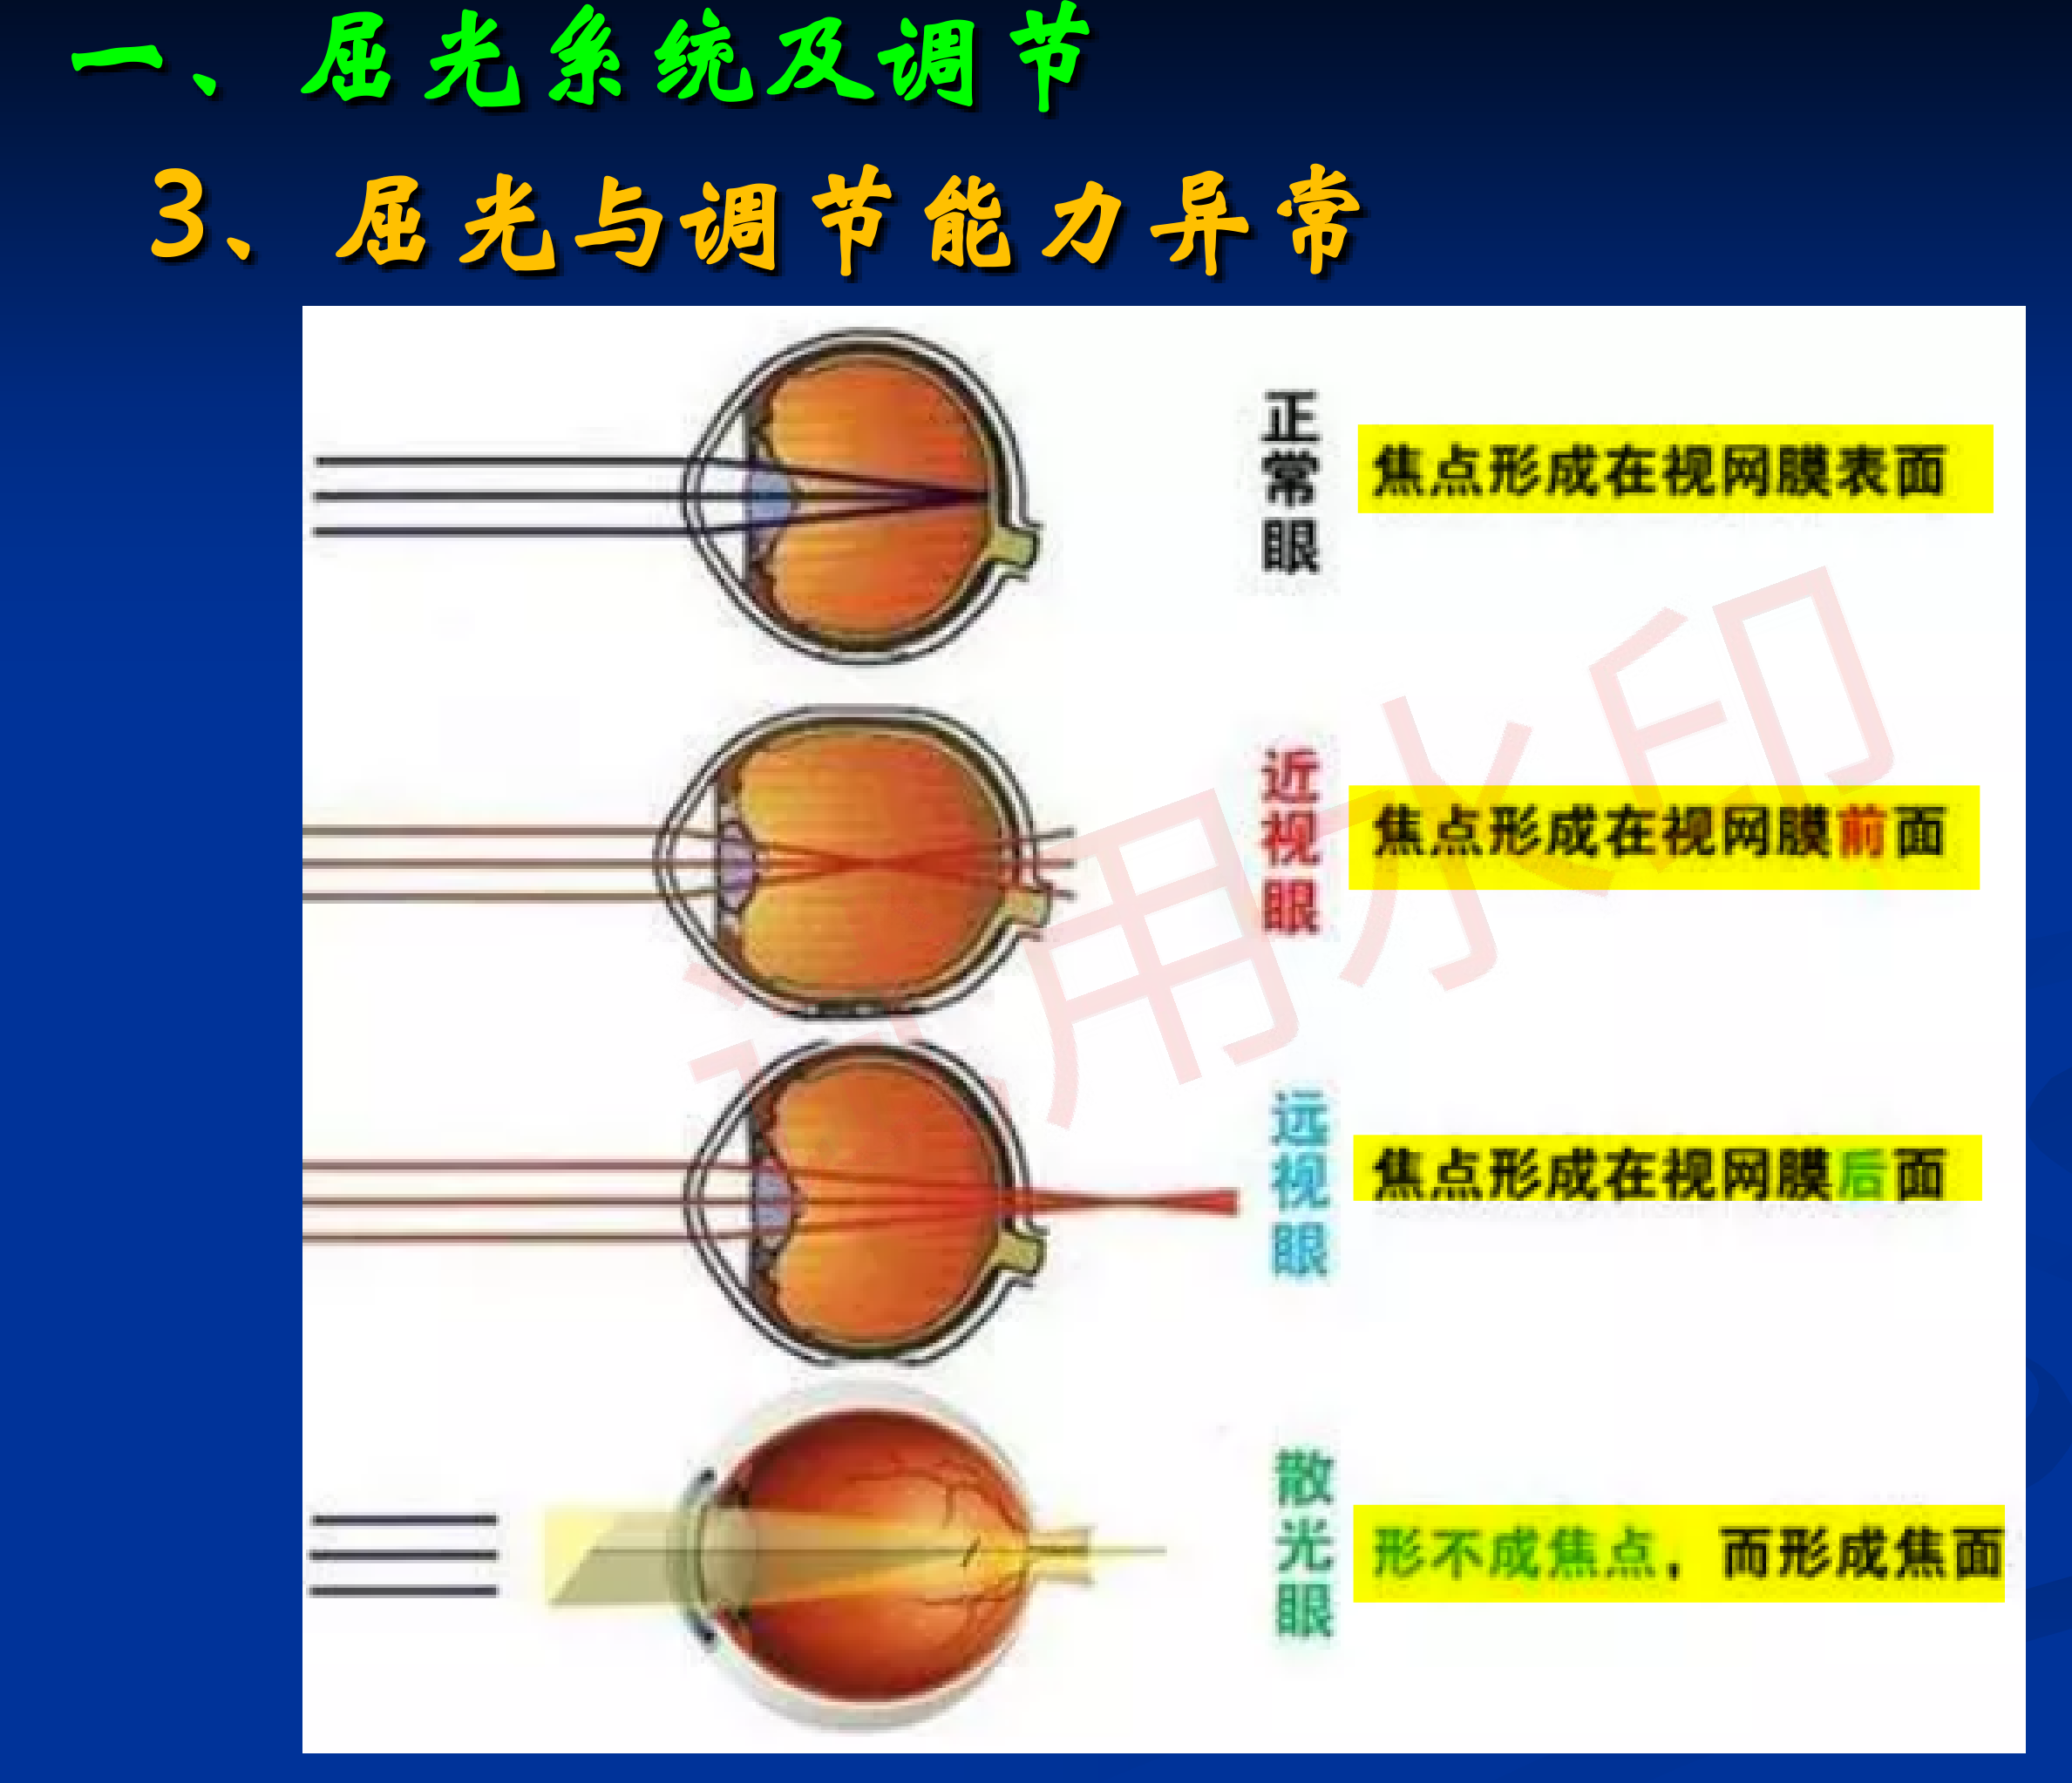 一、屈光系统及调节
3、屈光与调节能力异常
正常眼
焦点形成在视网膜表面
近视眼
焦点形成在视网膜前面
远视眼
焦点形成在视网膜后面
散光眼
形不成焦点，而形成焦面
用水印